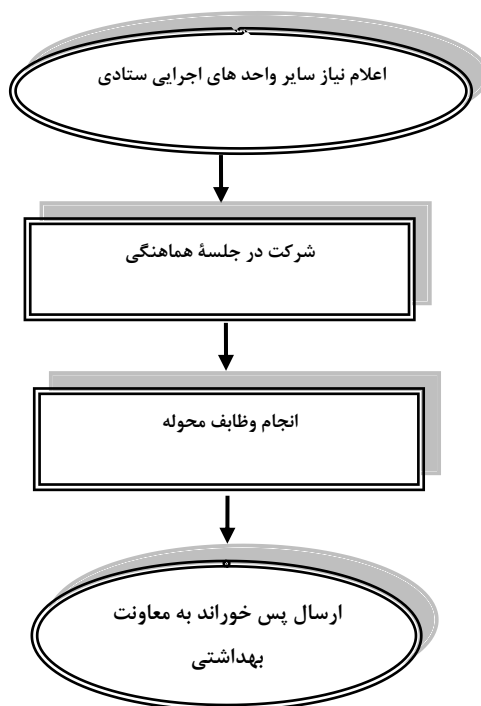 اعلام نیاز سایر واحد های اجرایی ستادی
شرکت در جلسۀ هماهنگی
انجام وظایف محوله
ارسال پس خوراند به معاونت
بهداشتی